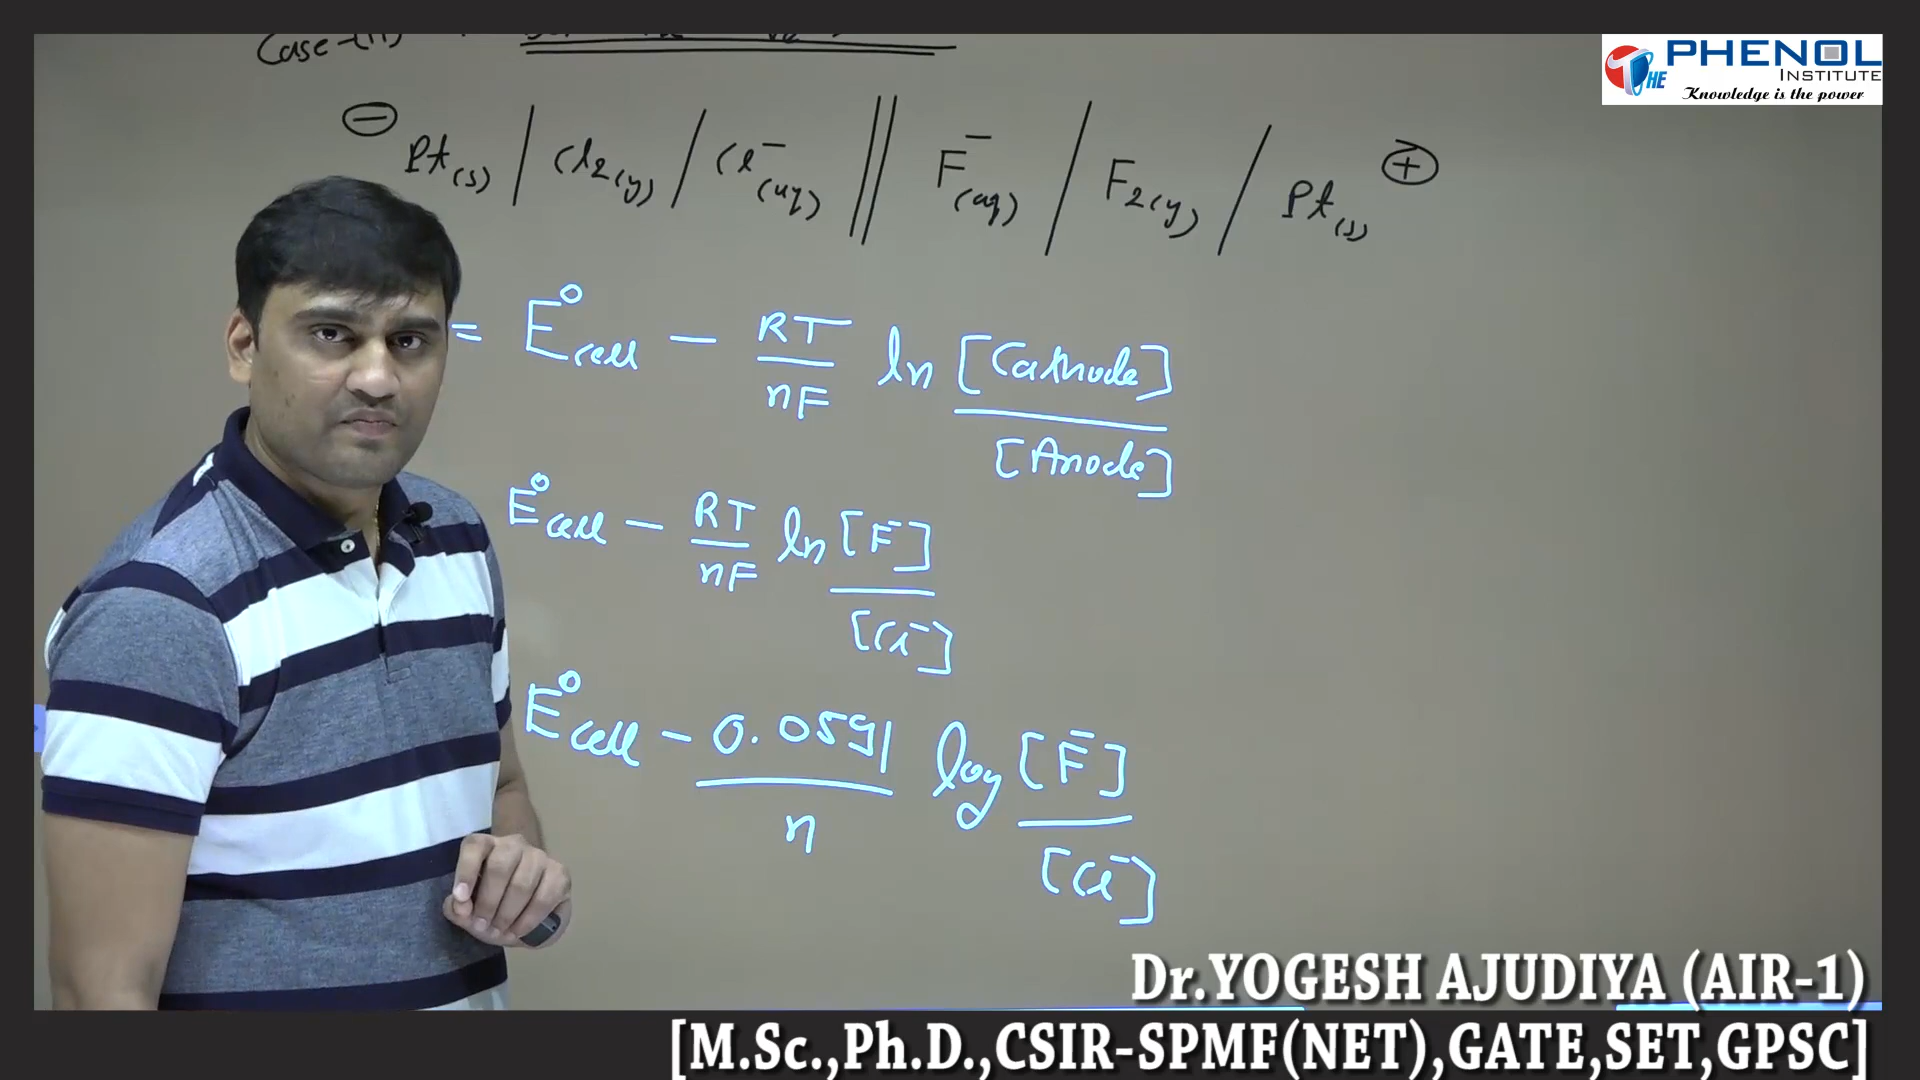 Case-(ii) :
THE PHENOL
INSTITUTE
Knowledge is the power
⊖ Pt(s) / Cl2(g) / Cl⁻(aq) // F⁻(aq) / F2(g) / Pt(s) ⊕
= E°cell − RT/nF ln [Cathode]/[Anode]
E°cell − RT/nF ln [F⁻]/[Cl⁻]
E°cell − 0.0591/n log [F⁻]/[Cl⁻]
Dr.YOGESH AJUDIYA (AIR-1)
[M.Sc.,Ph.D.,CSIR-SPMF(NET),GATE,SET,GPSC]